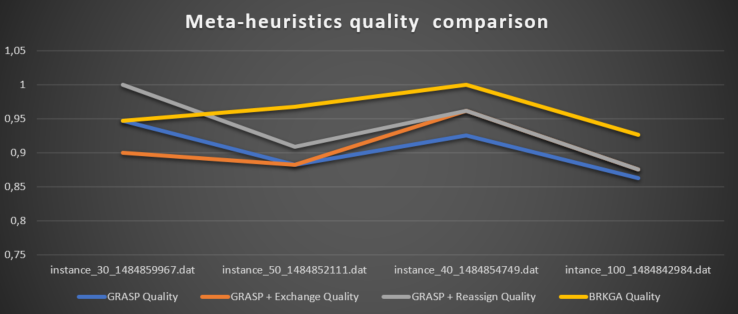 Meta-heuristics quality comparison
1,05
1
0,95
0,9
0,85
0,8
0,75
instance_30_1484859967.dat instance_50_1484852111.dat instance_40_1484854749.dat intance_100_1484842984.dat
GRASP Quality GRASP + Exchange Quality GRASP + Reassign Quality BRKGA Quality